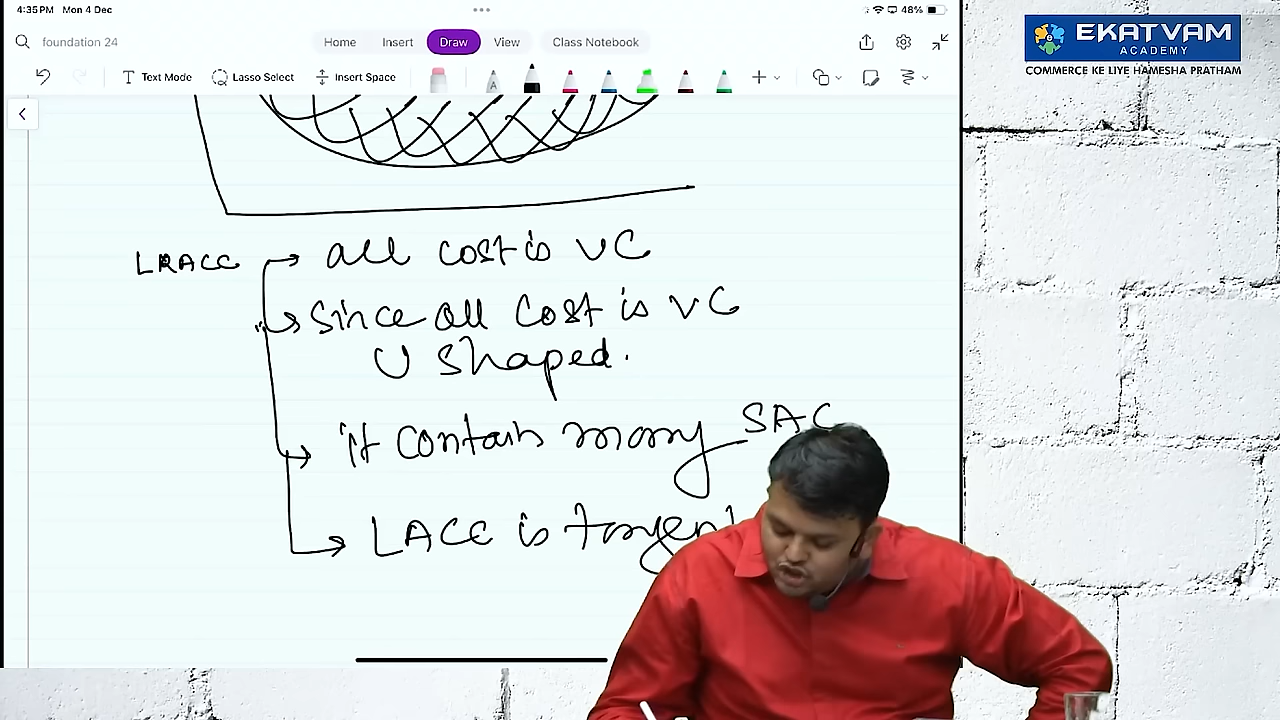 4:35 PM Mon 4 Dec
48%
foundation 24
Home Insert Draw View Class Notebook
Text Mode Lasso Select Insert Space
EKATVAM
ACADEMY
COMMERCE KE LIYE HAMESHA PRATHAM
LRACC → all cost is VC
→ Since all cost is VC
U shaped.
→ it contain many SAC
→ LACC is tangent